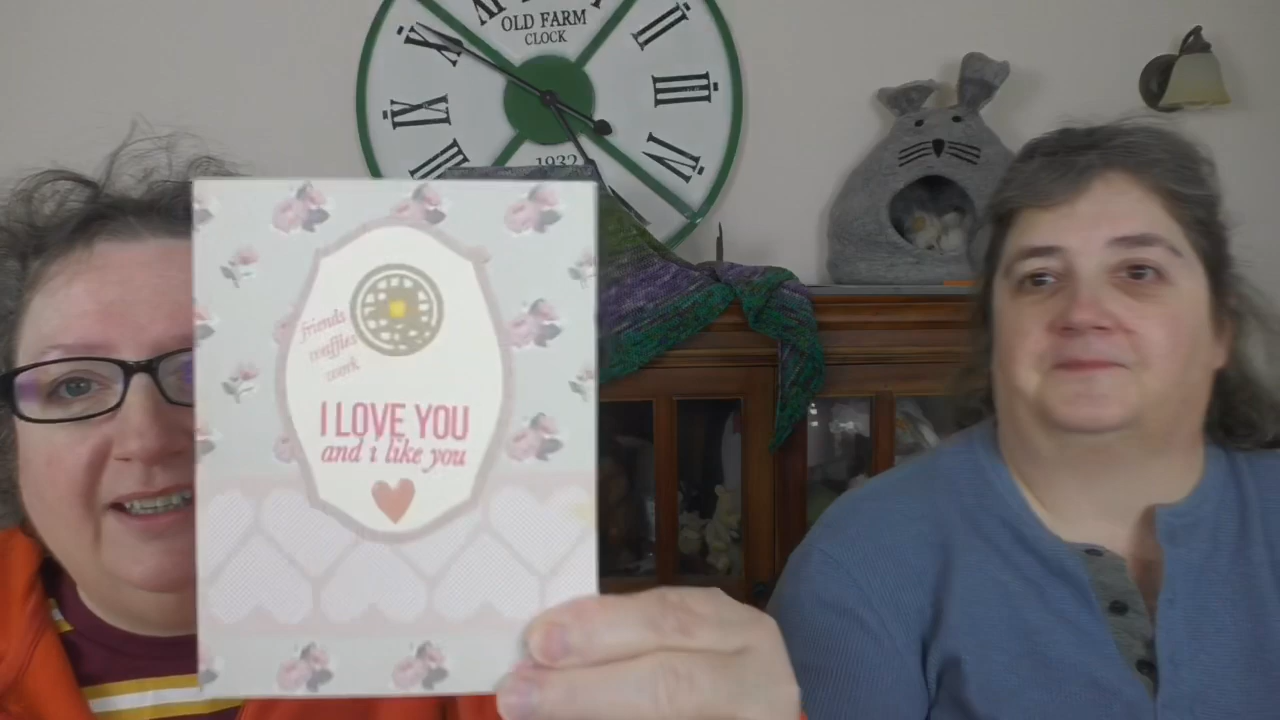 OLD FARM
CLOCK
1932
friends
waffles
work
I LOVE YOU
and i like you